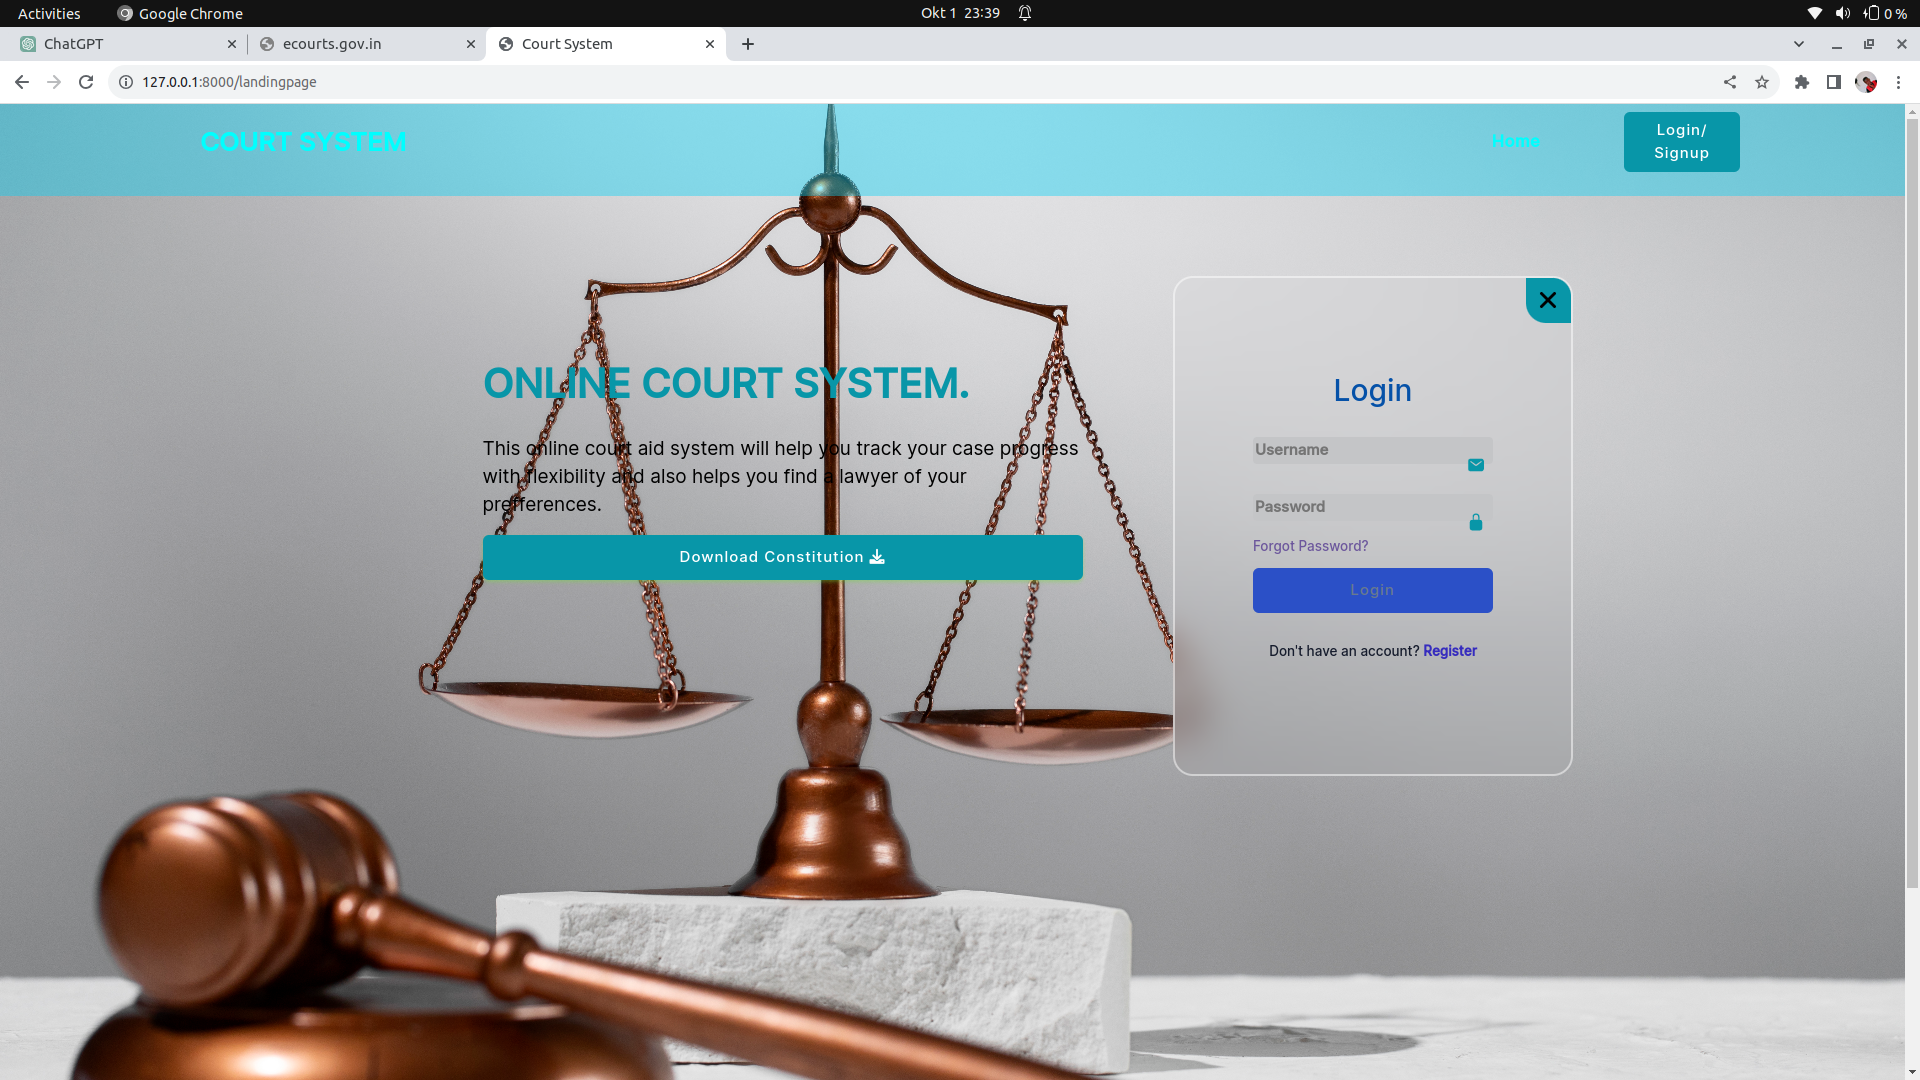 Activities Google Chrome Okt 1 23:39 0 %
ChatGPT ecourts.gov.in Court System
127.0.0.1:8000/landingpage
COURT SYSTEM Home Login/
Signup
ONLINE COURT SYSTEM.
This online court aid system will help you track your case progress
with flexibility and also helps you find a lawyer of your
prefferences.
Download Constitution
Login
Username
Password
Forgot Password?
Login
Don't have an account? Register